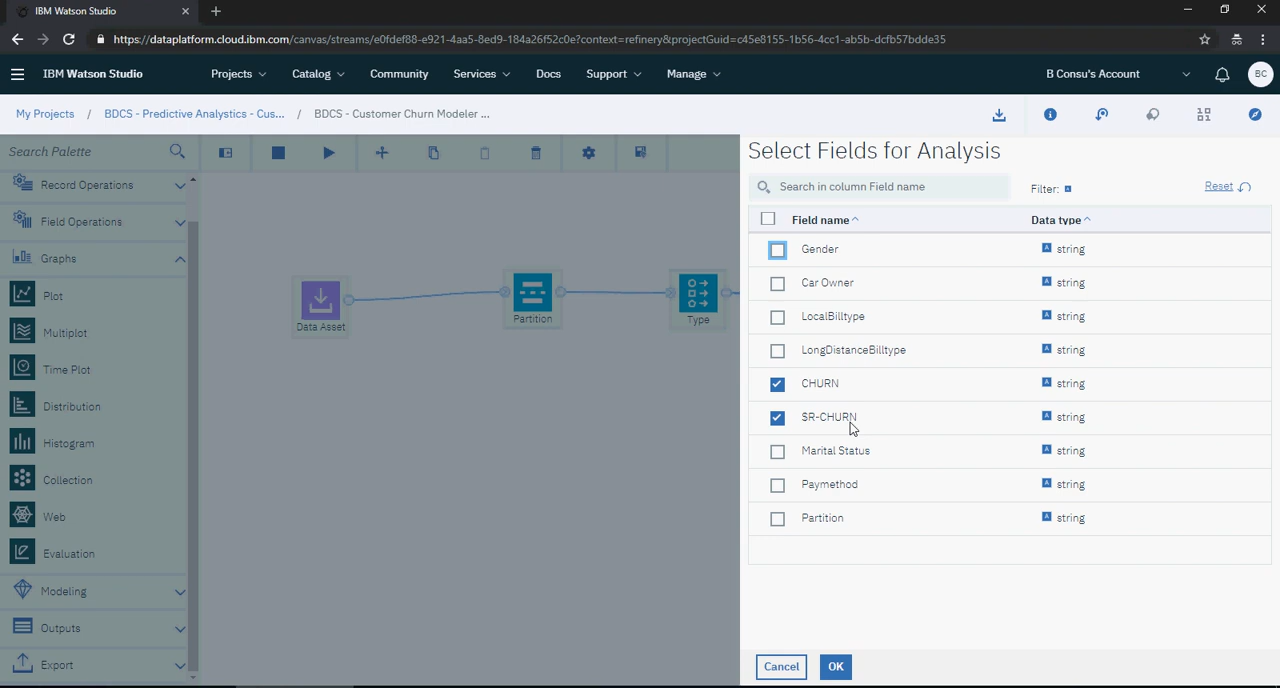 IBM Watson Studio
https://dataplatform.cloud.ibm.com/canvas/streams/e0fdef88-e921-4aa5-8ed9-184a26f52c0e?context=refinery&projectGuid=c45e8155-1b56-4cc1-ab5b-dcfb57bdde35
IBM Watson Studio Projects Catalog Community Services Docs Support Manage B Consu's Account BC
My Projects / BDCS - Predictive Analystics - Cus... / BDCS - Customer Churn Modeler ...
Search Palette
Record Operations
Field Operations
Graphs
Plot
Multiplot
Time Plot
Distribution
Histogram
Collection
Web
Evaluation
Modeling
Outputs
Export
Data Asset
Partition
Type
Select Fields for Analysis
Search in column Field name Filter: Reset
Field name Data type
Gender string
Car Owner string
LocalBilltype string
LongDistanceBilltype string
CHURN string
$R-CHURN string
Marital Status string
Paymethod string
Partition string
Cancel OK